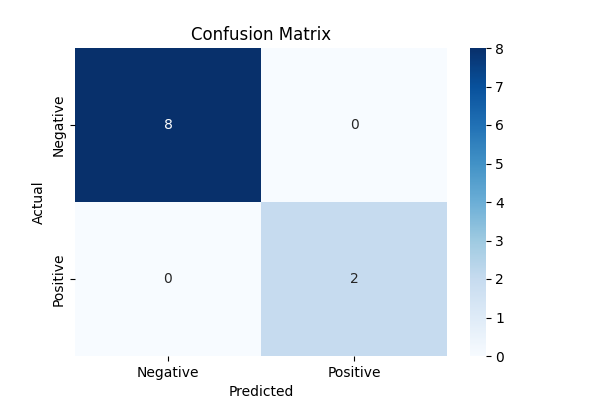 Confusion Matrix
Actual
Negative
Positive
8 0
0 2
Negative Positive
Predicted
8
7
6
5
4
3
2
1
0